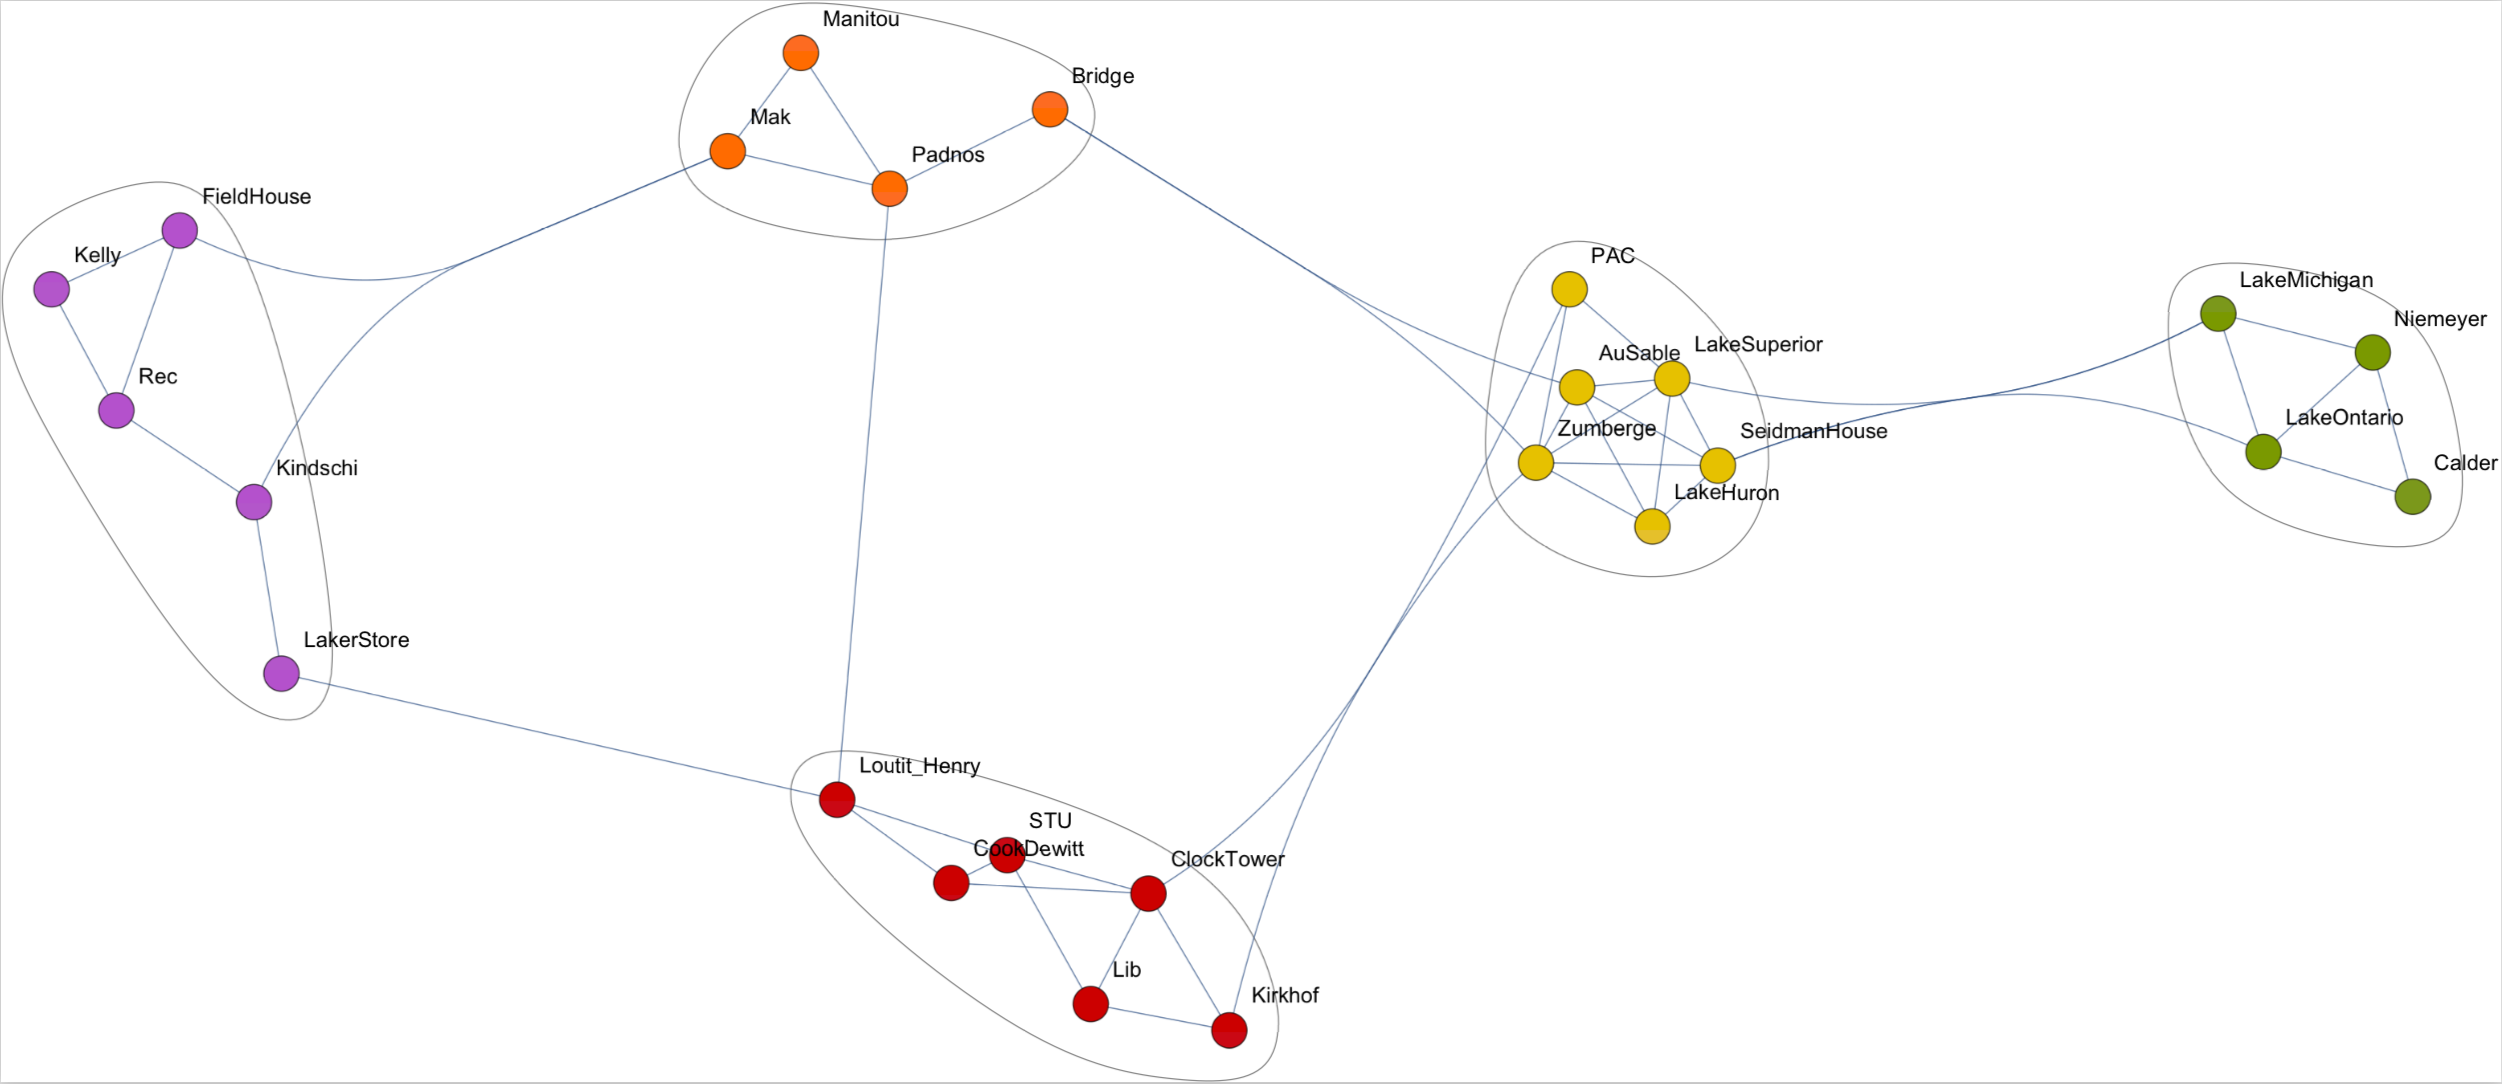 Manitou
Bridge
Mak
Padnos
FieldHouse
Kelly
Rec
Kindschi
LakerStore
PAC
LakeSuperior
AuSable
Zumberge
SeidmanHouse
LakeHuron
LakeMichigan
Niemeyer
LakeOntario
Calder
Loutit_Henry
STU
CookDewitt
ClockTower
Lib
Kirkhof